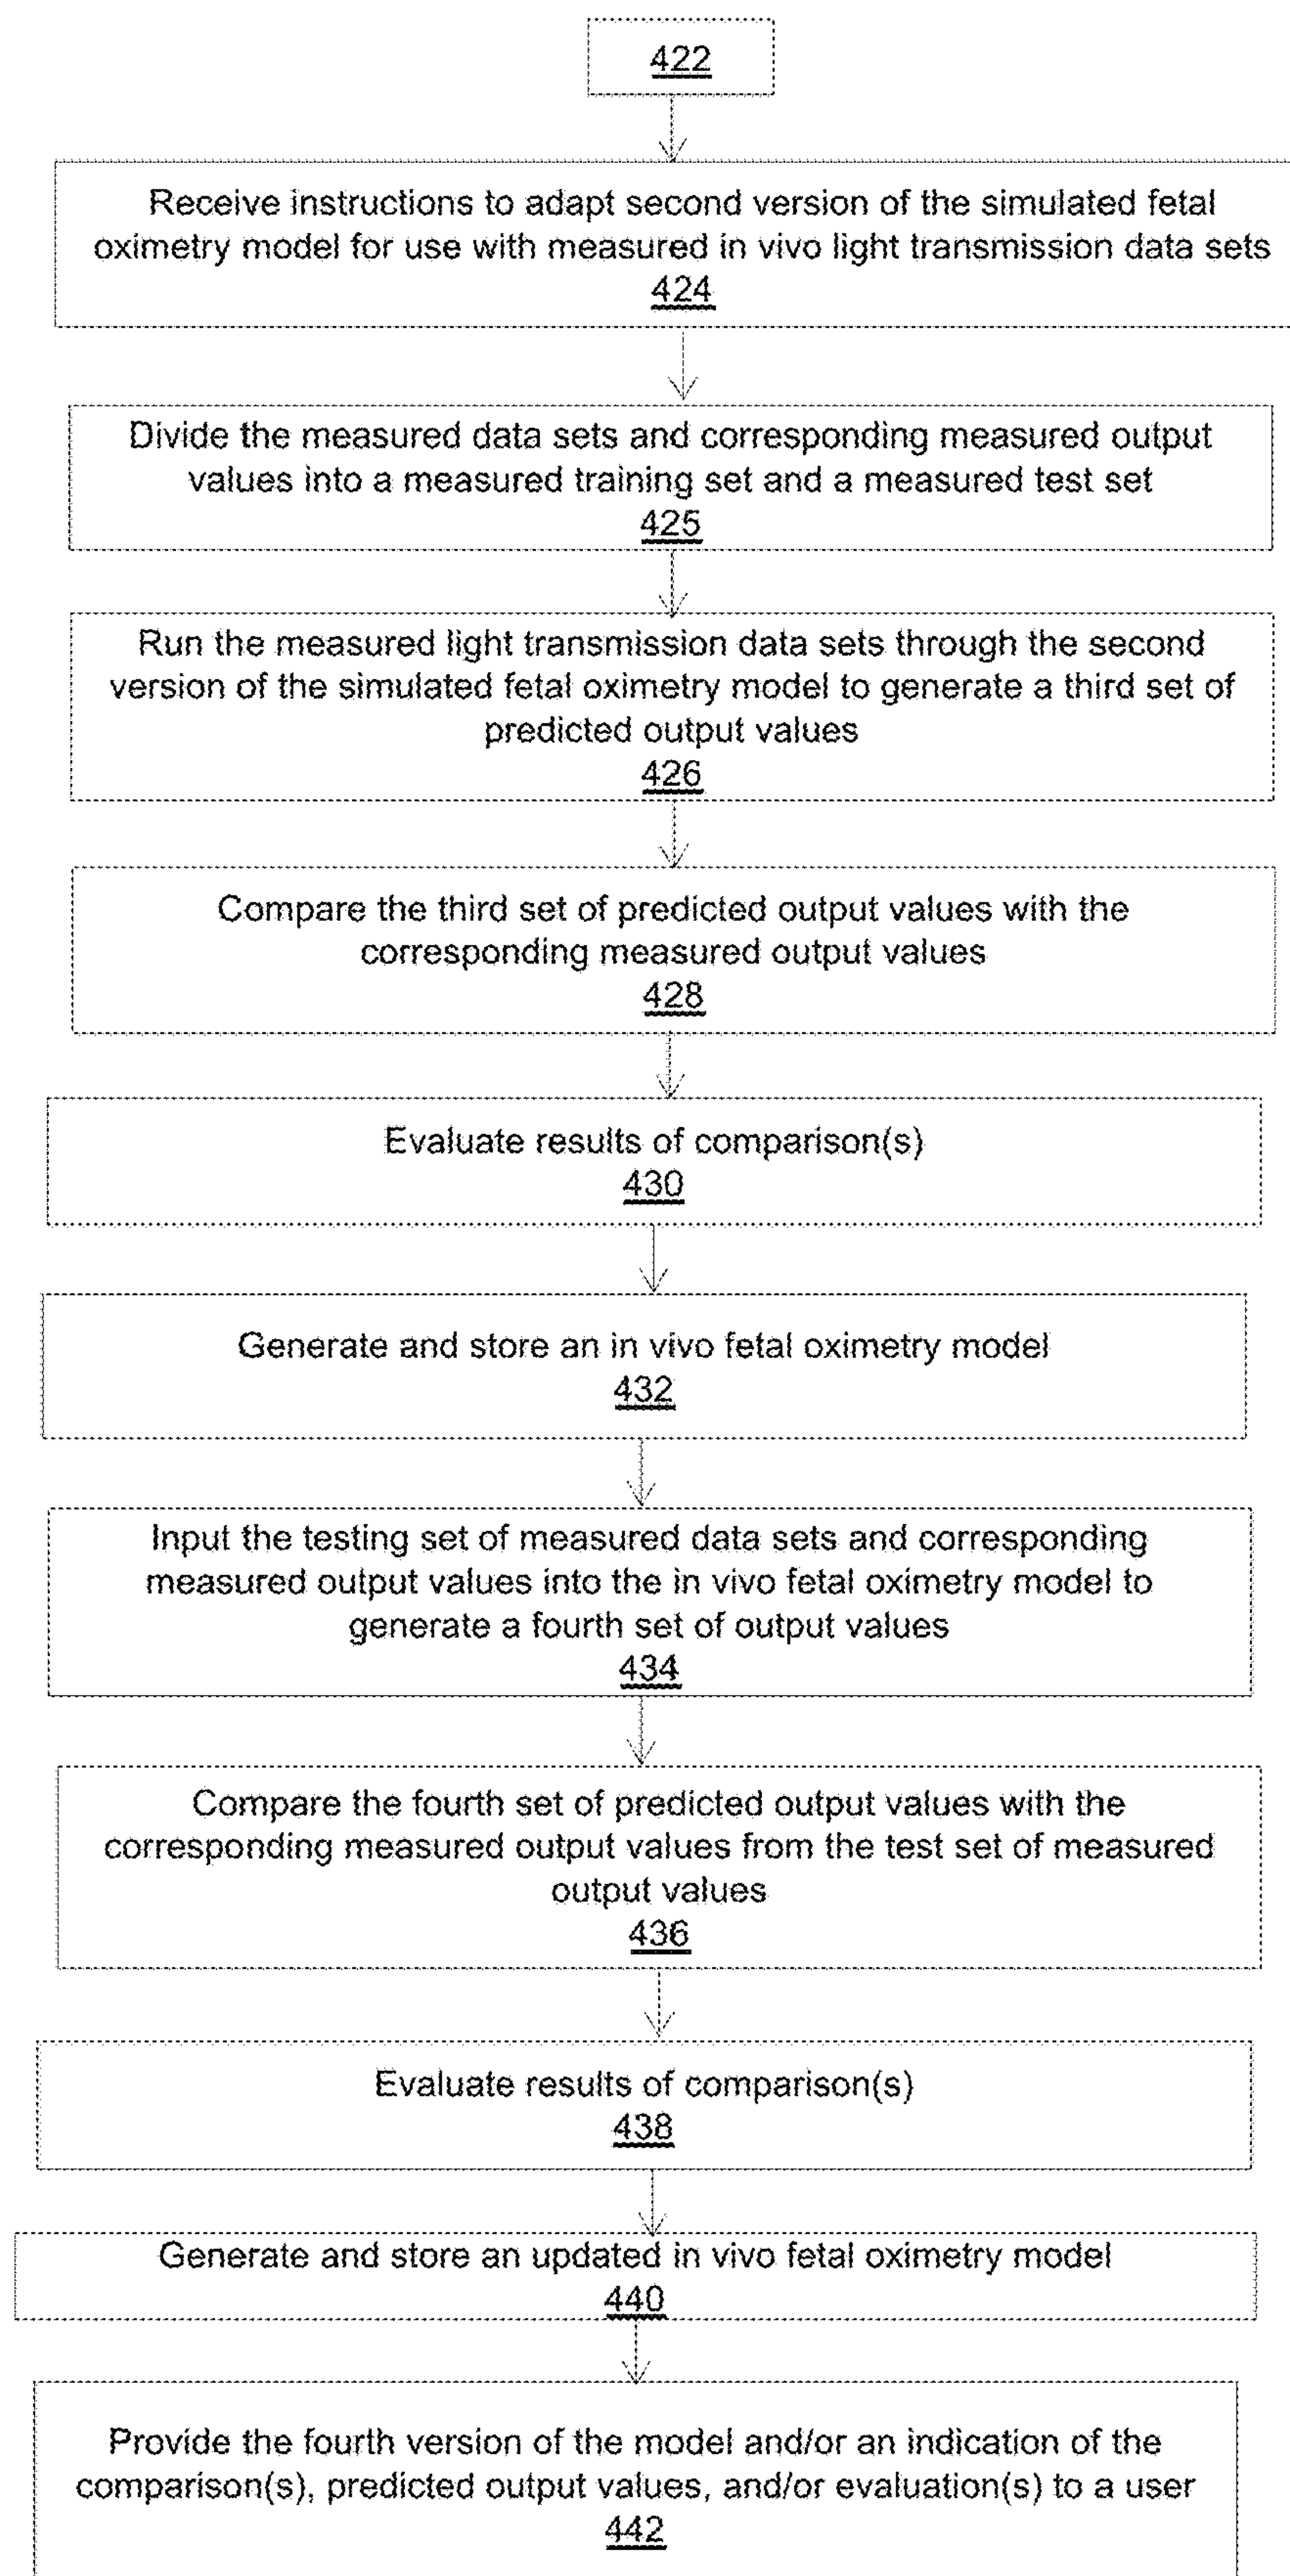 422
Receive instructions to adapt second version of the simulated fetal
oximetry model for use with measured in vivo light transmission data sets
424
Divide the measured data sets and corresponding measured output
values into a measured training set and a measured test set
425
Run the measured light transmission data sets through the second
version of the simulated fetal oximetry model to generate a third set of
predicted output values
426
Compare the third set of predicted output values with the
corresponding measured output values
428
Evaluate results of comparison(s)
430
Generate and store an in vivo fetal oximetry model
432
Input the testing set of measured data sets and corresponding
measured output values into the in vivo fetal oximetry model to
generate a fourth set of output values
434
Compare the fourth set of predicted output values with the
corresponding measured output values from the test set of measured
output values
436
Evaluate results of comparison(s)
438
Generate and store an updated in vivo fetal oximetry model
440
Provide the fourth version of the model and/or an indication of the
comparison(s), predicted output values, and/or evaluation(s) to a user
442